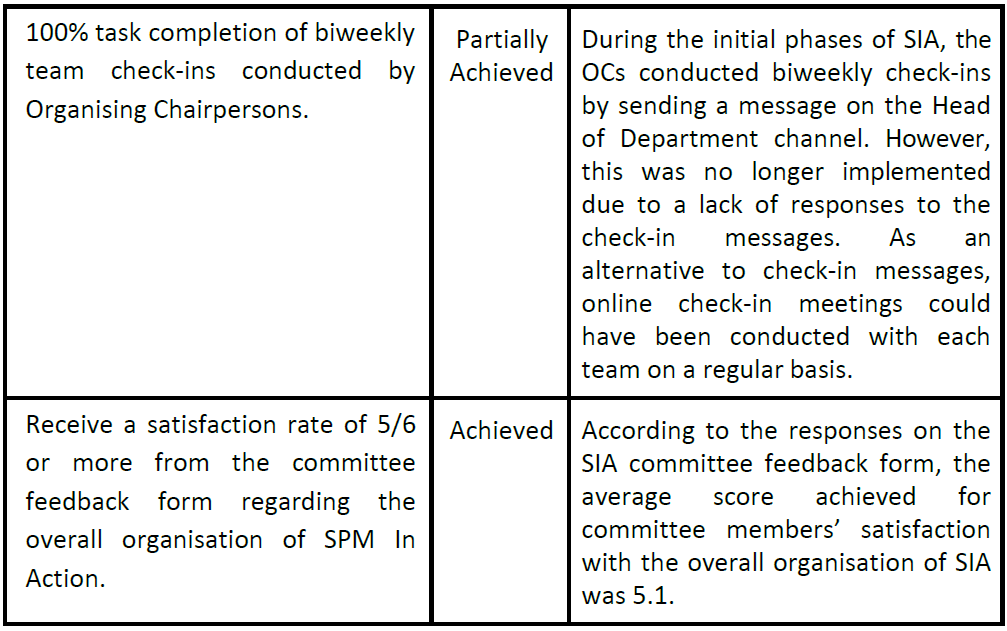 100% task completion of biweekly
team check-ins conducted by
Organising Chairpersons.
Partially
Achieved
During the initial phases of SIA, the
OCs conducted biweekly check-ins
by sending a message on the Head
of Department channel. However,
this was no longer implemented
due to a lack of responses to the
check-in messages. As an
alternative to check-in messages,
online check-in meetings could
have been conducted with each
team on a regular basis.
Receive a satisfaction rate of 5/6
or more from the committee
feedback form regarding the
overall organisation of SPM In
Action.
Achieved
According to the responses on the
SIA committee feedback form, the
average score achieved for
committee members’ satisfaction
with the overall organisation of SIA
was 5.1.